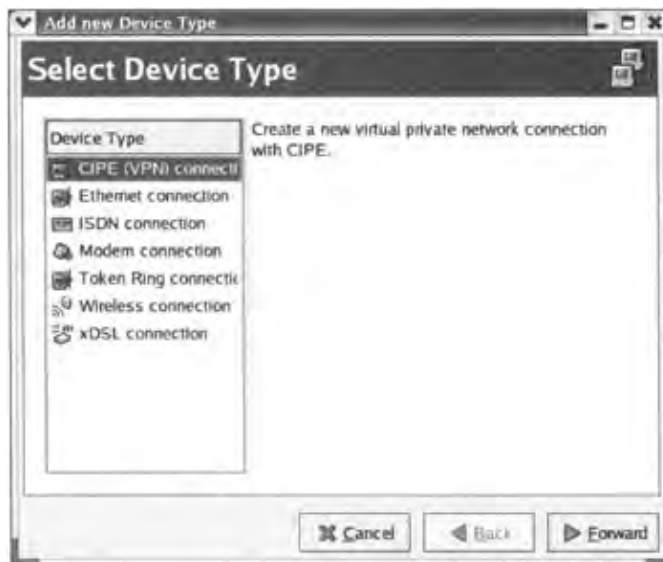 Add new Device Type
Select Device Type
Device Type
CIPE (VPN) connecti
Ethernet connection
ISDN connection
Modem connection
Token Ring connectic
Wireless connection
xDSL connection
Create a new virtual private network connection
with CIPE.
Cancel
Back
Forward